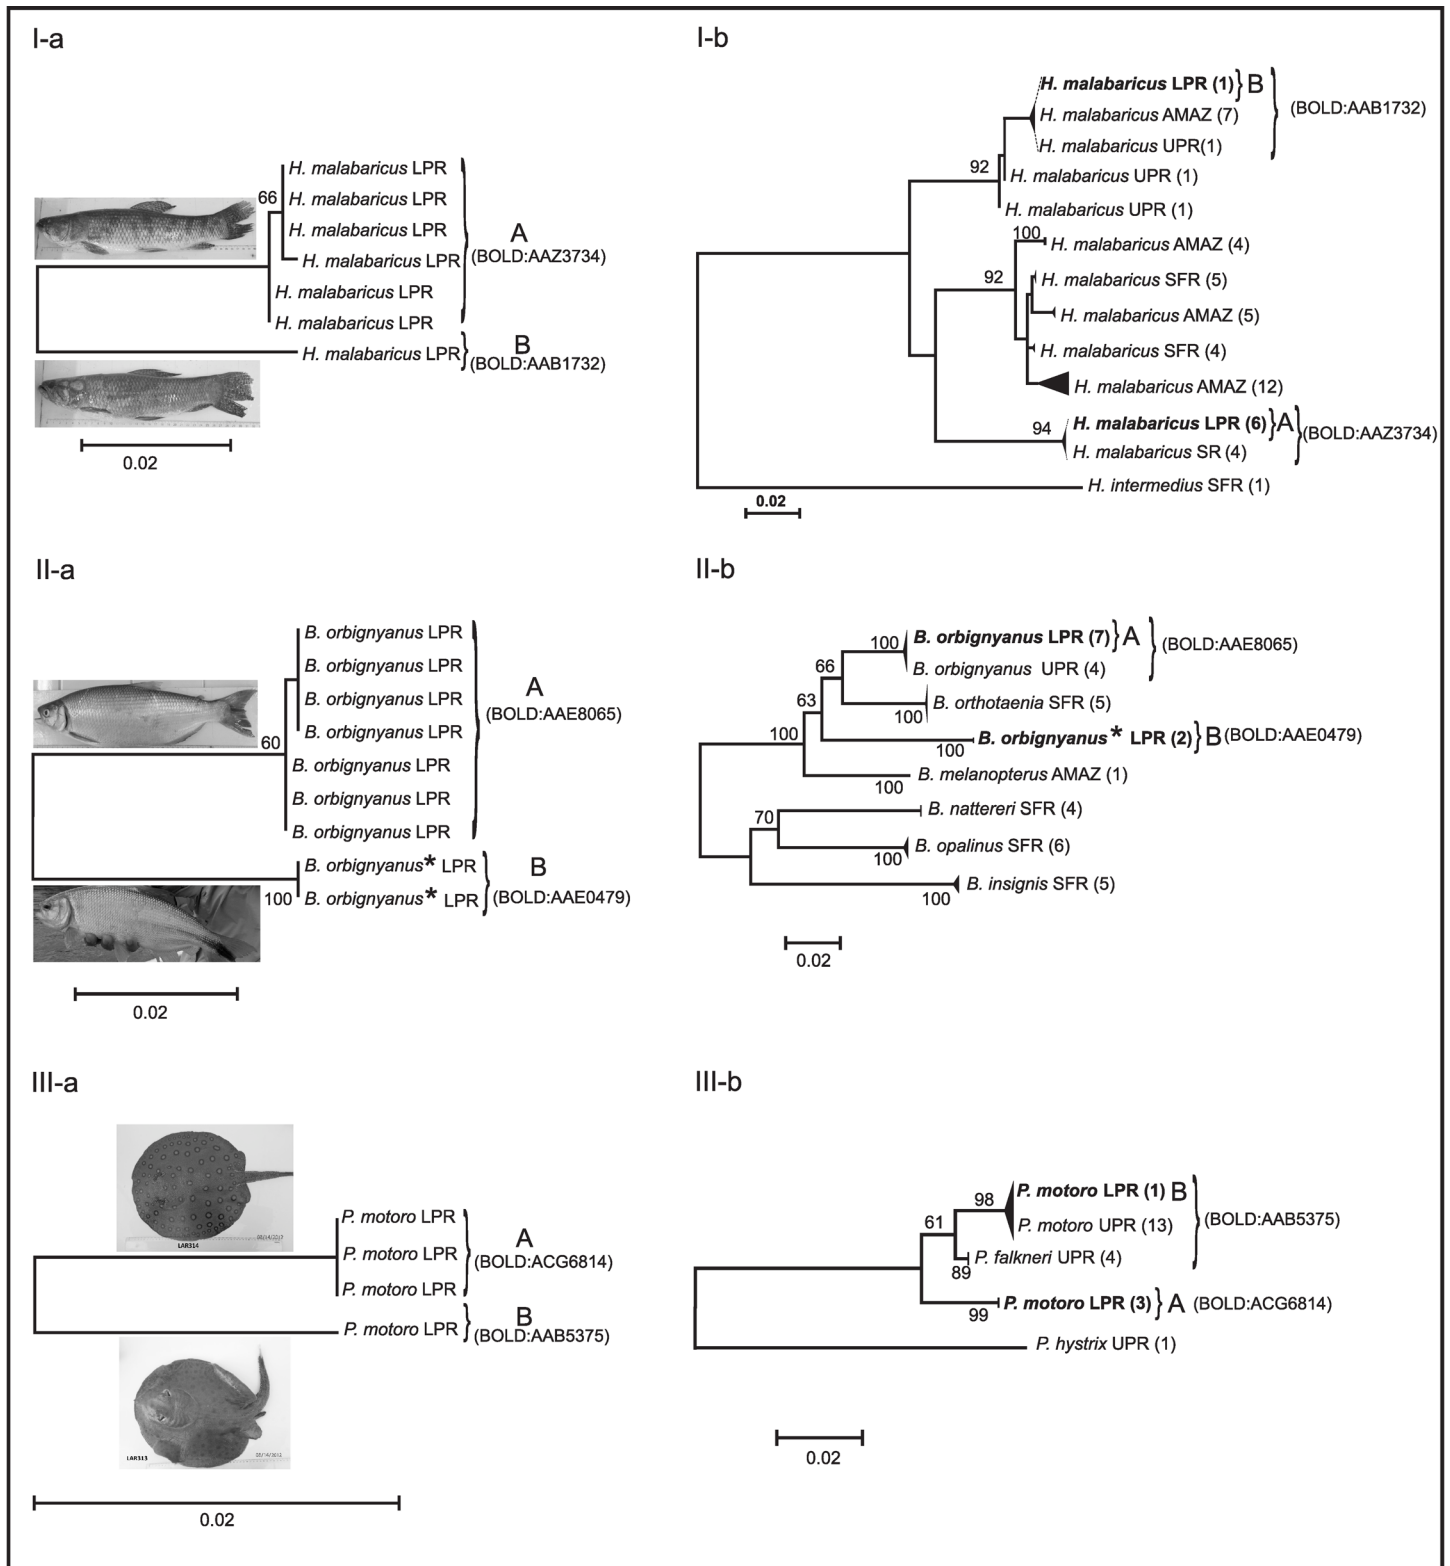 I-a
66
H. malabaricus LPR
H. malabaricus LPR
H. malabaricus LPR
H. malabaricus LPR
H. malabaricus LPR
H. malabaricus LPR
A
(BOLD:AAZ3734)
H. malabaricus LPR
B
(BOLD:AAB1732)
0.02
I-b
H. malabaricus LPR (1) B
H. malabaricus AMAZ (7)
(BOLD:AAB1732)
H. malabaricus UPR(1)
92
H. malabaricus UPR (1)
H. malabaricus UPR (1)
100
H. malabaricus AMAZ (4)
92
H. malabaricus SFR (5)
H. malabaricus AMAZ (5)
H. malabaricus SFR (4)
H. malabaricus AMAZ (12)
94
H. malabaricus LPR (6) A (BOLD:AAZ3734)
H. malabaricus SR (4)
H. intermedius SFR (1)
0.02
II-a
B. orbignyanus LPR
B. orbignyanus LPR
B. orbignyanus LPR
B. orbignyanus LPR
60
B. orbignyanus LPR
B. orbignyanus LPR
B. orbignyanus LPR
A
(BOLD:AAE8065)
B. orbignyanus* LPR
B. orbignyanus* LPR
100
B
(BOLD:AAE0479)
0.02
II-b
100
B. orbignyanus LPR (7) A
(BOLD:AAE8065)
66
B. orbignyanus UPR (4)
63
B. orthotaenia SFR (5)
100
100
B. orbignyanus* LPR (2) B (BOLD:AAE0479)
100
B. melanopterus AMAZ (1)
100
B. nattereri SFR (4)
70
B. opalinus SFR (6)
100
B. insignis SFR (5)
100
0.02
III-a
LAR314
P. motoro LPR
P. motoro LPR
P. motoro LPR
A
(BOLD:ACG6814)
P. motoro LPR
B
(BOLD:AAB5375)
LAR313
0.02
III-b
98
P. motoro LPR (1) B
61
P. motoro UPR (13)
(BOLD:AAB5375)
P. falkneri UPR (4)
89
P. motoro LPR (3) A (BOLD:ACG6814)
99
P. hystrix UPR (1)
0.02